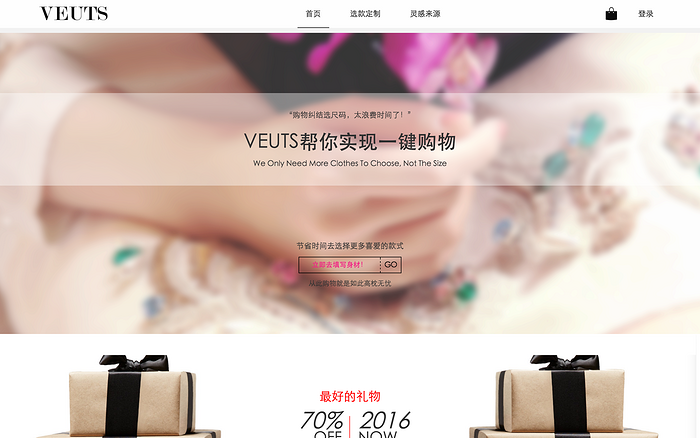 VEUTS
首页 选款定制 灵感来源 登录
“购物纠结选尺码，太浪费时间了！”
VEUTS帮你实现一键购物
We Only Need More Clothes To Choose, Not The Size
节省时间去选择更多喜爱的款式
立即去填写身材！ GO
从此购物就是如此高枕无忧
最好的礼物
70% 2016
OFF NOW